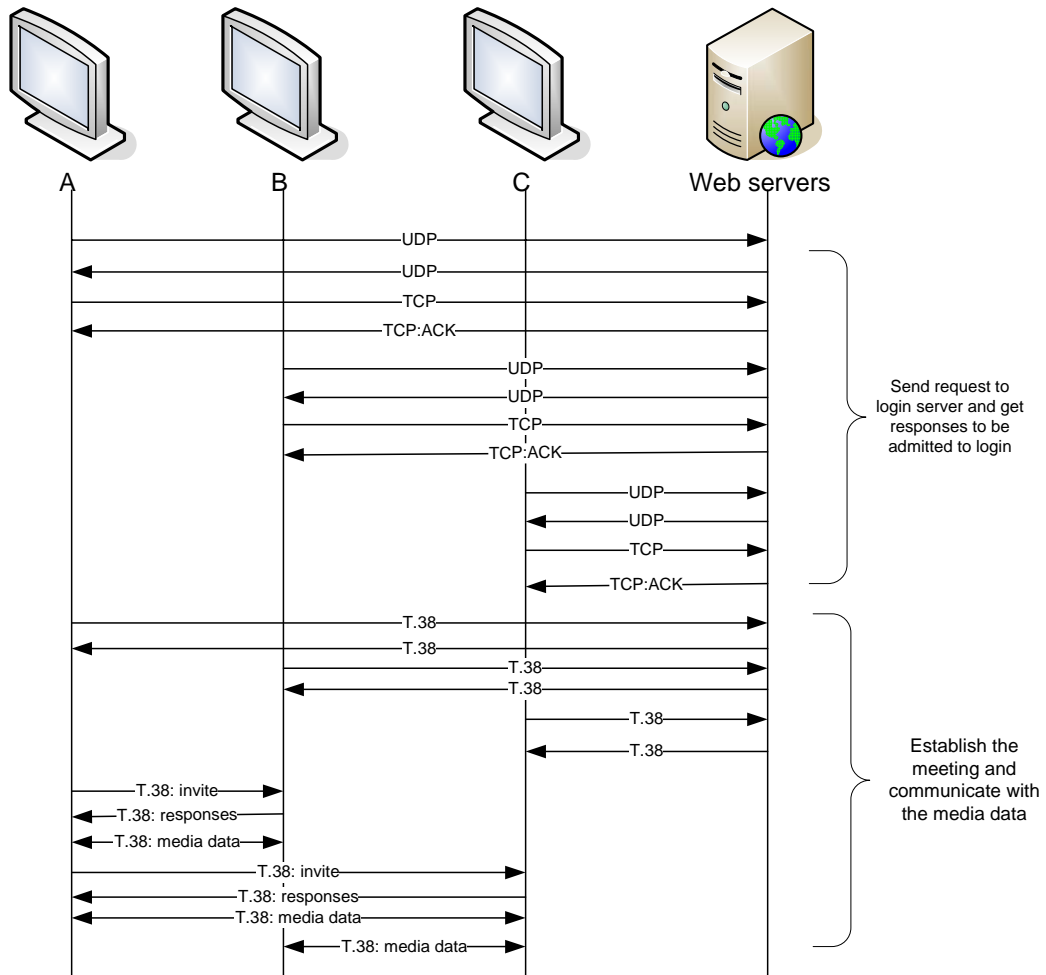 A
B
C
Web servers
UDP
UDP
TCP
TCP:ACK
UDP
UDP
TCP
TCP:ACK
UDP
UDP
TCP
TCP:ACK
Send request to
login server and get
responses to be
admitted to login
T.38
T.38
T.38
T.38
T.38
T.38
T.38: invite
T.38: responses
T.38: media data
T.38: invite
T.38: responses
T.38: media data
T.38: media data
Establish the
meeting and
communicate with
the media data